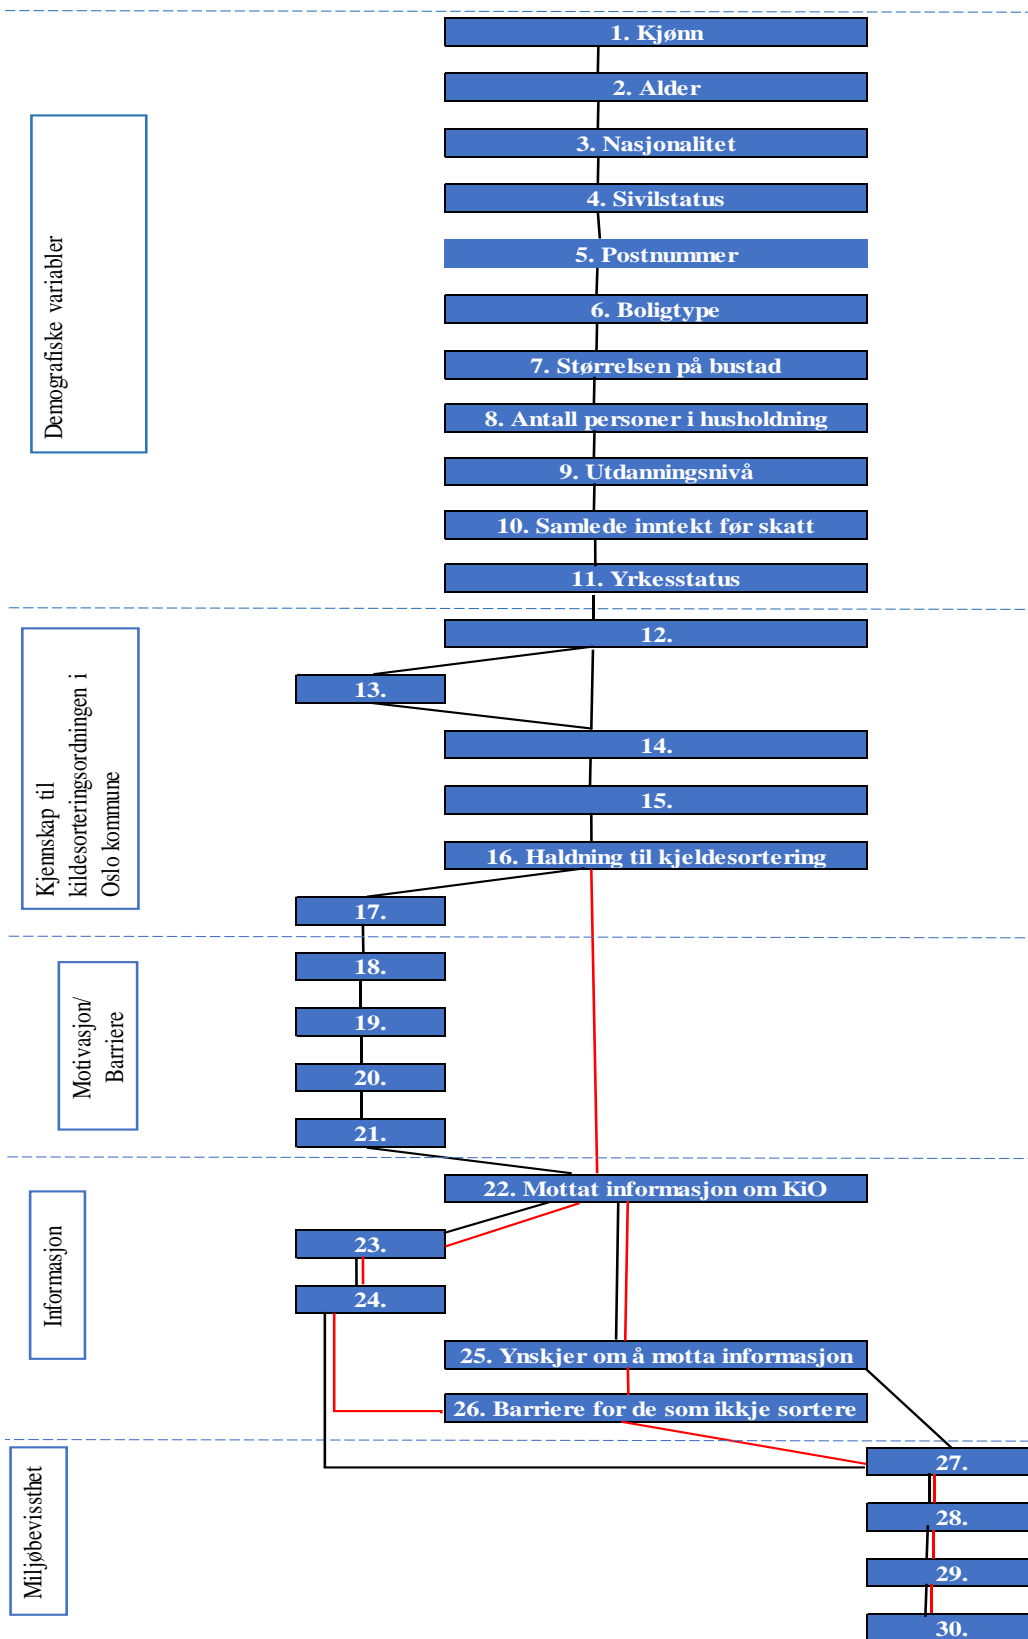 Demografiske variabler
1. Kjønn
2. Alder
3. Nasjonalitet
4. Sivilstatus
5. Postnummer
6. Boligtype
7. Størrelsen på bustad
8. Antall personer i husholdning
9. Utdanningsnivå
10. Samlede inntekt før skatt
11. Yrkesstatus
Kjennskap til
kildesorteringsordningen i
Oslo kommune
12.
13.
14.
15.
16. Haldning til kjeldesortering
17.
Motivasjon/
Barriere
18.
19.
20.
21.
Informasjon
22. Mottat informasjon om KiO
23.
24.
25. Ynskjer om å motta informasjon
26. Barriere for de som ikkje sortere
Miljøbevissthet
27.
28.
29.
30.